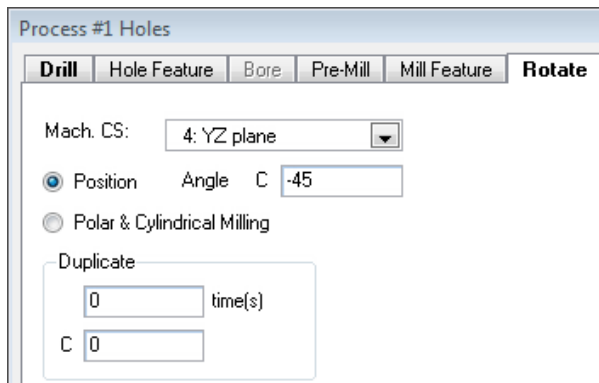 Process #1 Holes
Drill Hole Feature Bore Pre-Mill Mill Feature Rotate
Mach. CS: 4: YZ plane
Position Angle C -45
Polar & Cylindrical Milling
Duplicate
0 time(s)
C 0